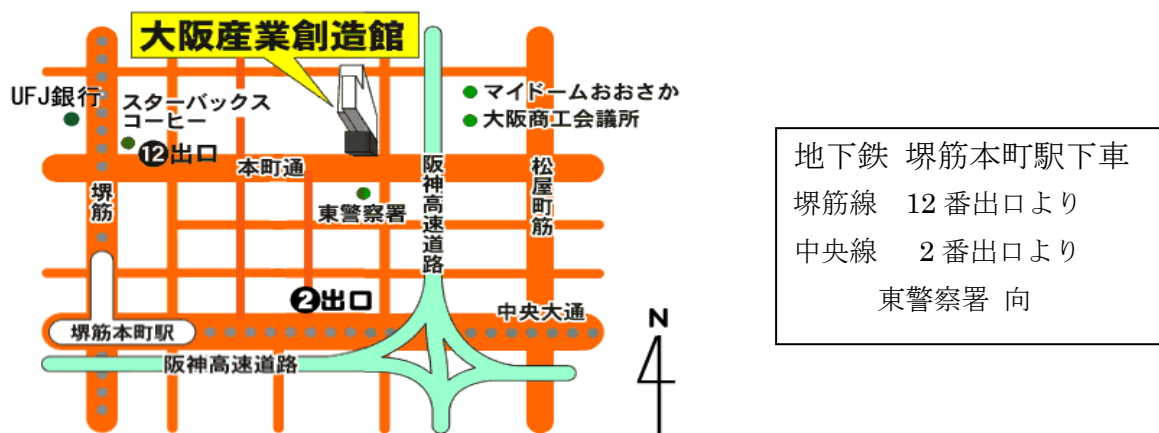 大阪産業創造館
UFJ銀行
スターバックス
コーヒー
⓬出口
マイドームおおさか
大阪商工会議所
本町通
堺筋
東警察署
阪神高速道路
松屋町筋
❷出口
中央大通
堺筋本町駅
阪神高速道路
N
地下鉄 堺筋本町駅下車
堺筋線 12番出口より
中央線 2番出口より
東警察署 向